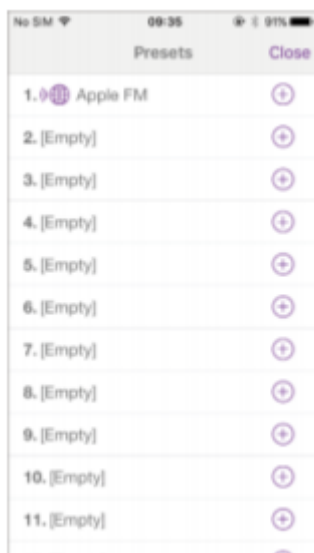 No SIM 09:35 91%
Presets Close
1. Apple FM
2. [Empty]
3. [Empty]
4. [Empty]
5. [Empty]
6. [Empty]
7. [Empty]
8. [Empty]
9. [Empty]
10. [Empty]
11. [Empty]